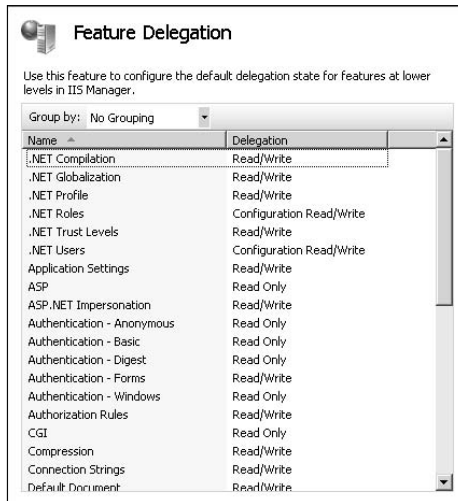 Feature Delegation
Use this feature to configure the default delegation state for features at lower
levels in IIS Manager.
Group by: No Grouping
Name Delegation
.NET Compilation Read/Write
.NET Globalization Read/Write
.NET Profile Read/Write
.NET Roles Configuration Read/Write
.NET Trust Levels Read/Write
.NET Users Configuration Read/Write
Application Settings Read/Write
ASP Read Only
ASP.NET Impersonation Read/Write
Authentication - Anonymous Read Only
Authentication - Basic Read Only
Authentication - Digest Read Only
Authentication - Forms Read/Write
Authentication - Windows Read Only
Authorization Rules Read/Write
CGI Read Only
Compression Read/Write
Connection Strings Read/Write
Default Document Read/Write